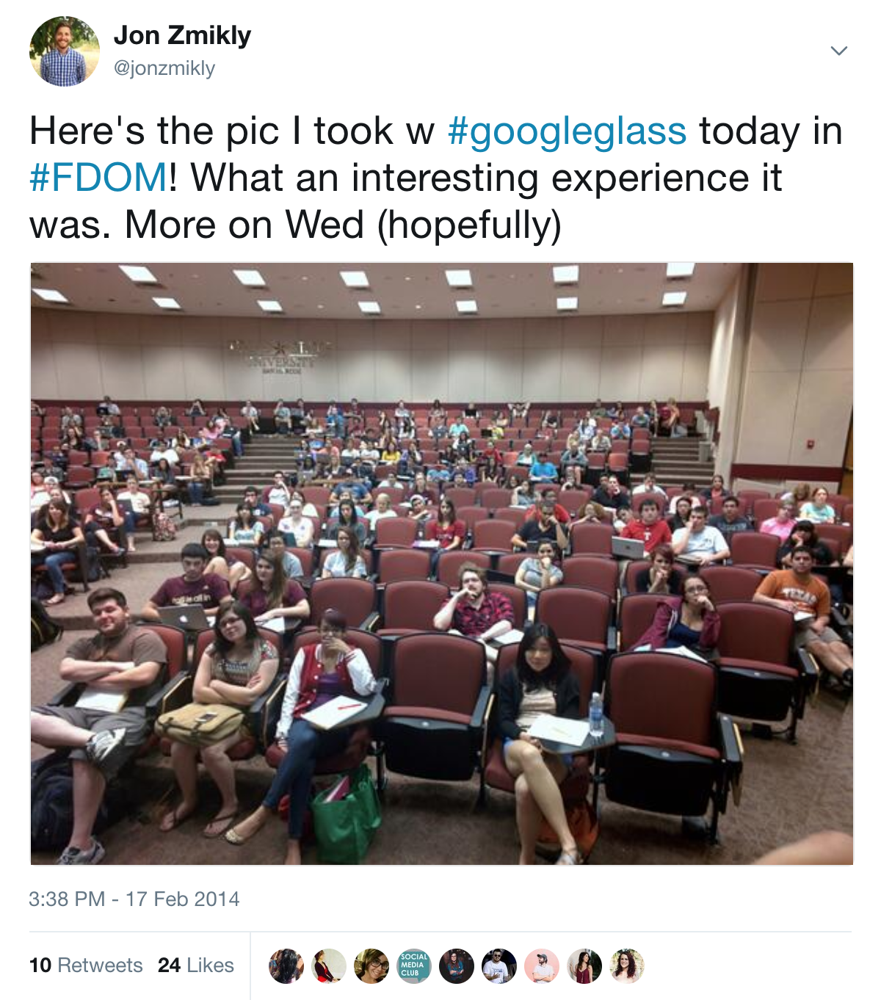 Jon Zmikly
@jonzmikly
Here's the pic I took w #googleglass today in
#FDOM! What an interesting experience it
was. More on Wed (hopefully)
UNIVERSITY
TEXAS
3:38 PM - 17 Feb 2014
10 Retweets 24 Likes
SOCIAL
MEDIA
CLUB